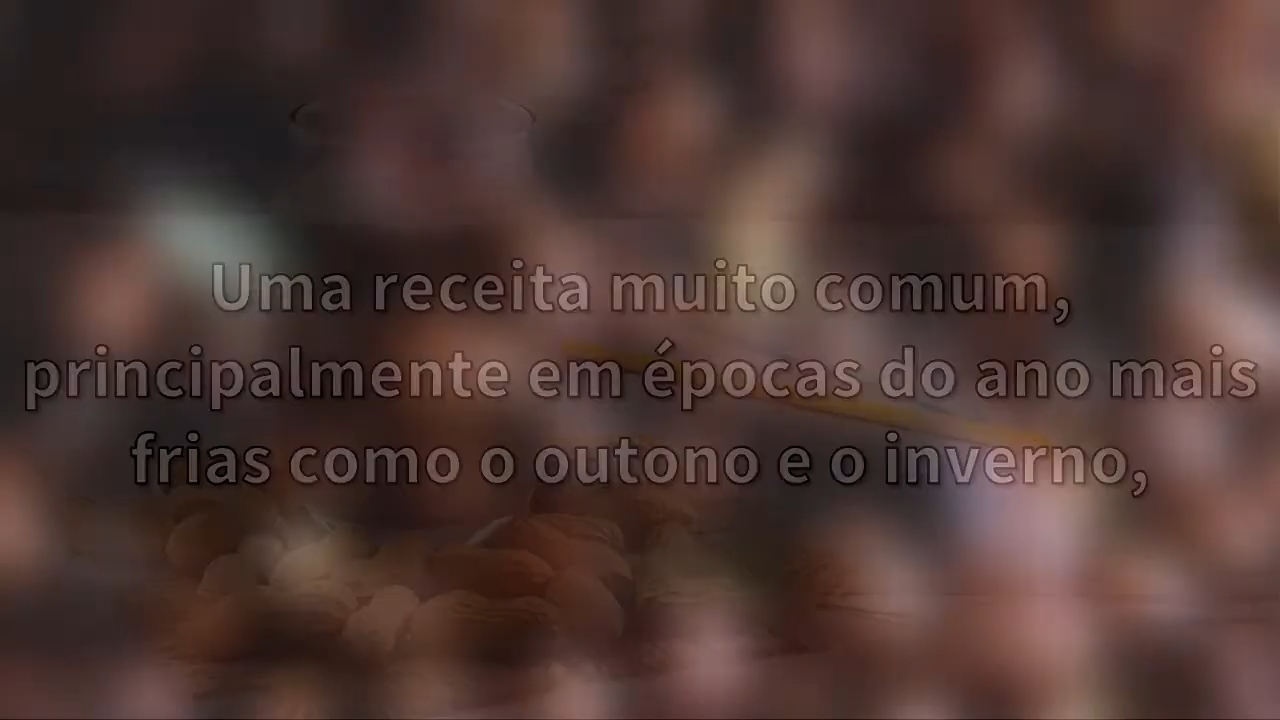 Uma receita muito comum,
principalmente em épocas do ano mais
frias como o outono e o inverno,